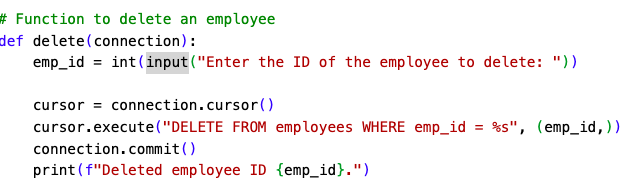 # Function to delete an employee
def delete(connection):
    emp_id = int(input("Enter the ID of the employee to delete: "))

    cursor = connection.cursor()
    cursor.execute("DELETE FROM employees WHERE emp_id = %s", (emp_id,))
    connection.commit()
    print(f"Deleted employee ID {emp_id}.")